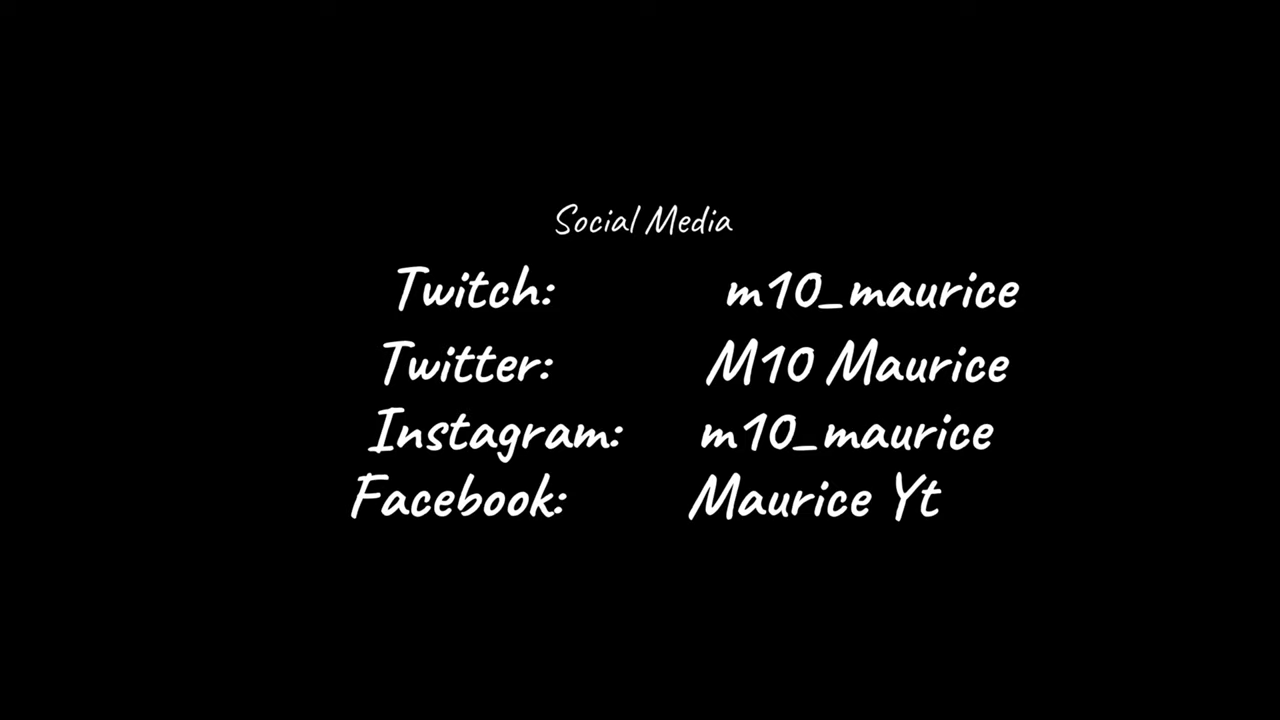 Social Media
Twitch: m10_maurice
Twitter: M10 Maurice
Instagram: m10_maurice
Facebook: Maurice Yt